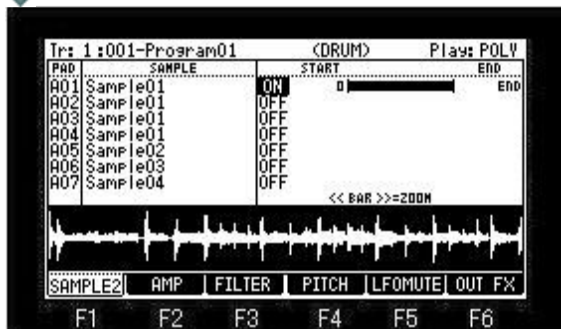 Tr: 1:001-Program01 (DRUM) Play: POLY
PAD SAMPLE START END
A01 Sample01 ON 0 END
A02 Sample01 OFF
A03 Sample01 OFF
A04 Sample01 OFF
A05 Sample02 OFF
A06 Sample03 OFF
A07 Sample04 OFF
<< BAR >>=ZOOM
SAMPLE2 AMP FILTER PITCH LFOMUTE OUT FX
F1 F2 F3 F4 F5 F6